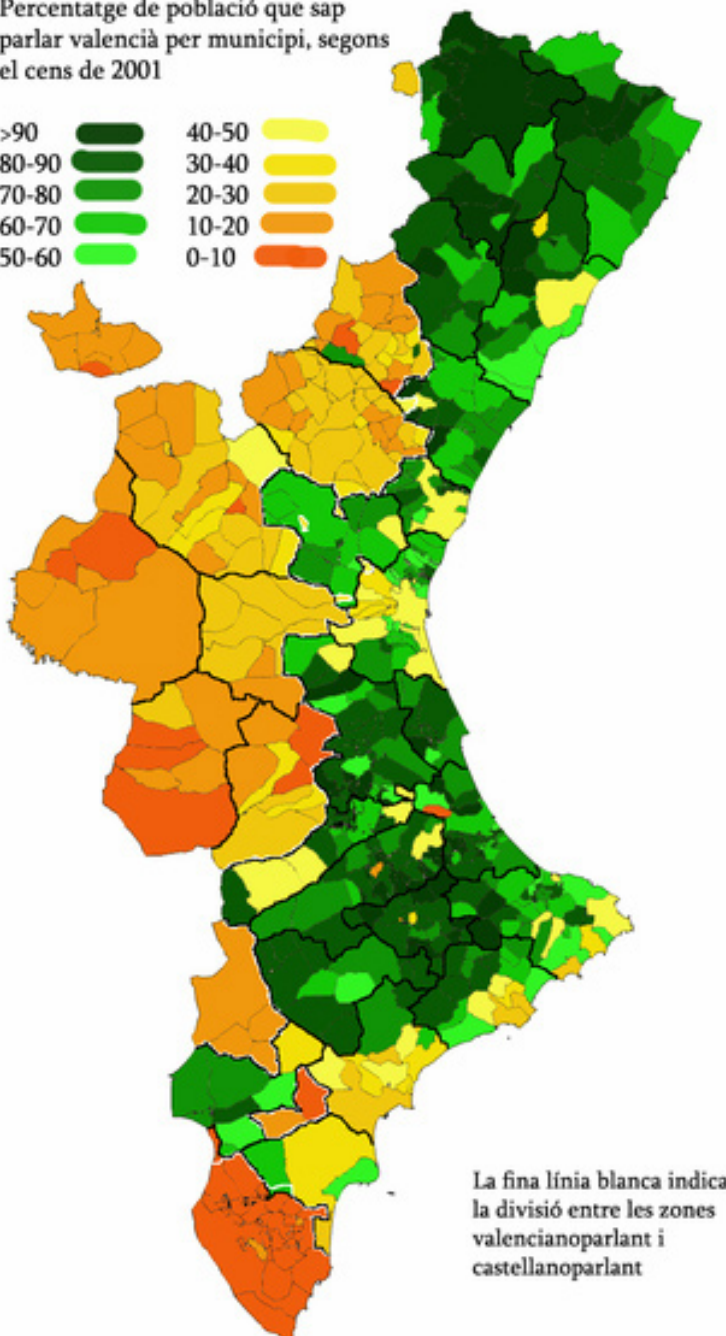 Percentatge de població que sap
parlar valencià per municipi, segons
el cens de 2001
>90
80-90
70-80
60-70
50-60
40-50
30-40
20-30
10-20
0-10
La fina línia blanca indica
la divisió entre les zones
valencianoparlant i
castellanoparlant